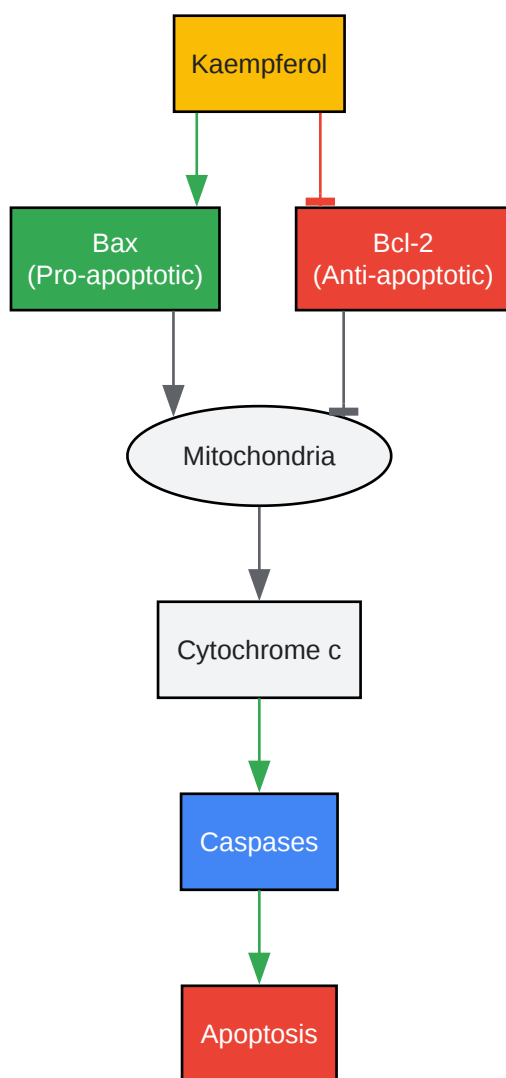 Kaempferol
Bax
(Pro-apoptotic)
Bcl-2
(Anti-apoptotic)
Mitochondria
Cytochrome c
Caspases
Apoptosis